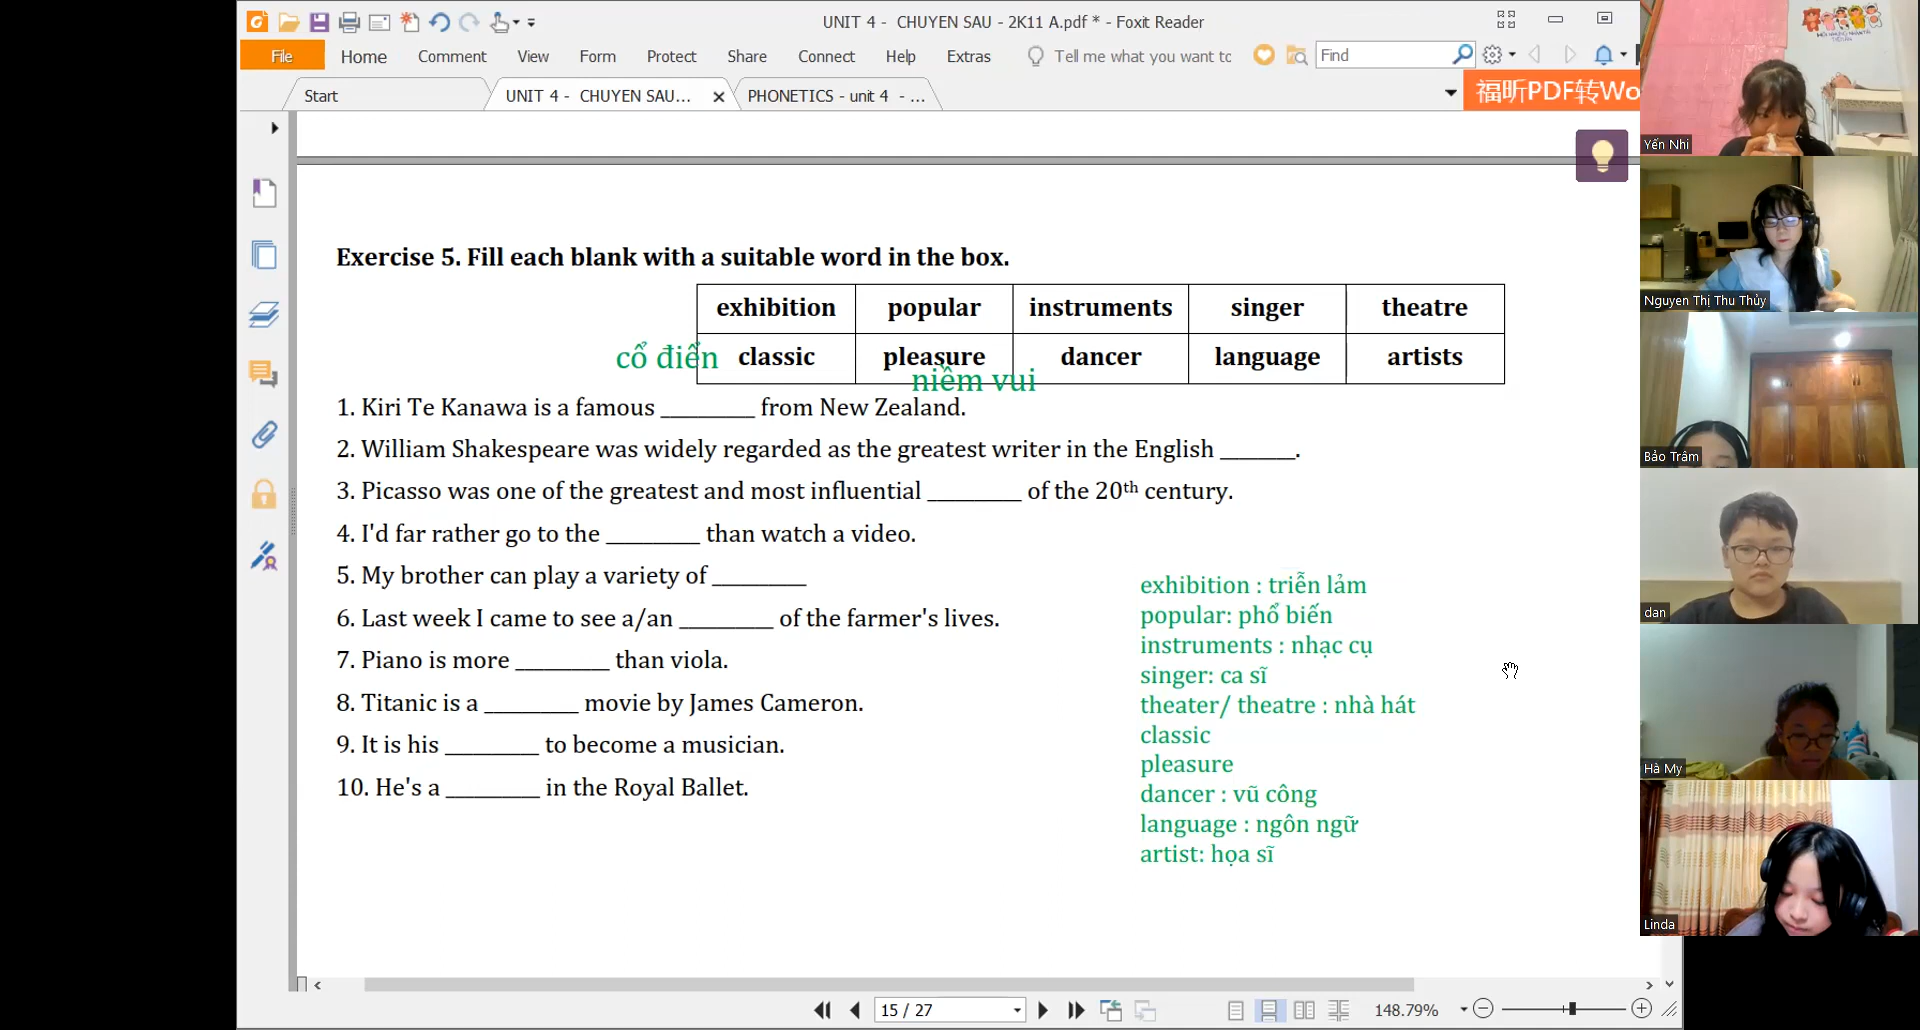 UNIT 4 - CHUYEN SAU - 2K11 A.pdf * - Foxit Reader
File Home Comment View Form Protect Share Connect Help Extras Tell me what you want to Find
Start UNIT 4 - CHUYEN SAU... PHONETICS - unit 4 - ...
福昕PDF转Wo
Exercise 5. Fill each blank with a suitable word in the box.
exhibition popular instruments singer theatre
cổ điển classic pleasure dancer language artists
niềm vui
1. Kiri Te Kanawa is a famous ________ from New Zealand.
2. William Shakespeare was widely regarded as the greatest writer in the English ______.
3. Picasso was one of the greatest and most influential ________ of the 20th century.
4. I'd far rather go to the ________ than watch a video.
5. My brother can play a variety of ________
6. Last week I came to see a/an ________ of the farmer's lives.
7. Piano is more ________ than viola.
8. Titanic is a ________ movie by James Cameron.
9. It is his ________ to become a musician.
10. He's a ________ in the Royal Ballet.
exhibition : triễn lảm
popular: phổ biến
instruments : nhạc cụ
singer: ca sĩ
theater/ theatre : nhà hát
classic
pleasure
dancer : vũ công
language : ngôn ngữ
artist: họa sĩ
15 / 27
148.79%
Yến Nhi
Nguyen Thị Thu Thủy
Bảo Trâm
dan
Hà My
Linda